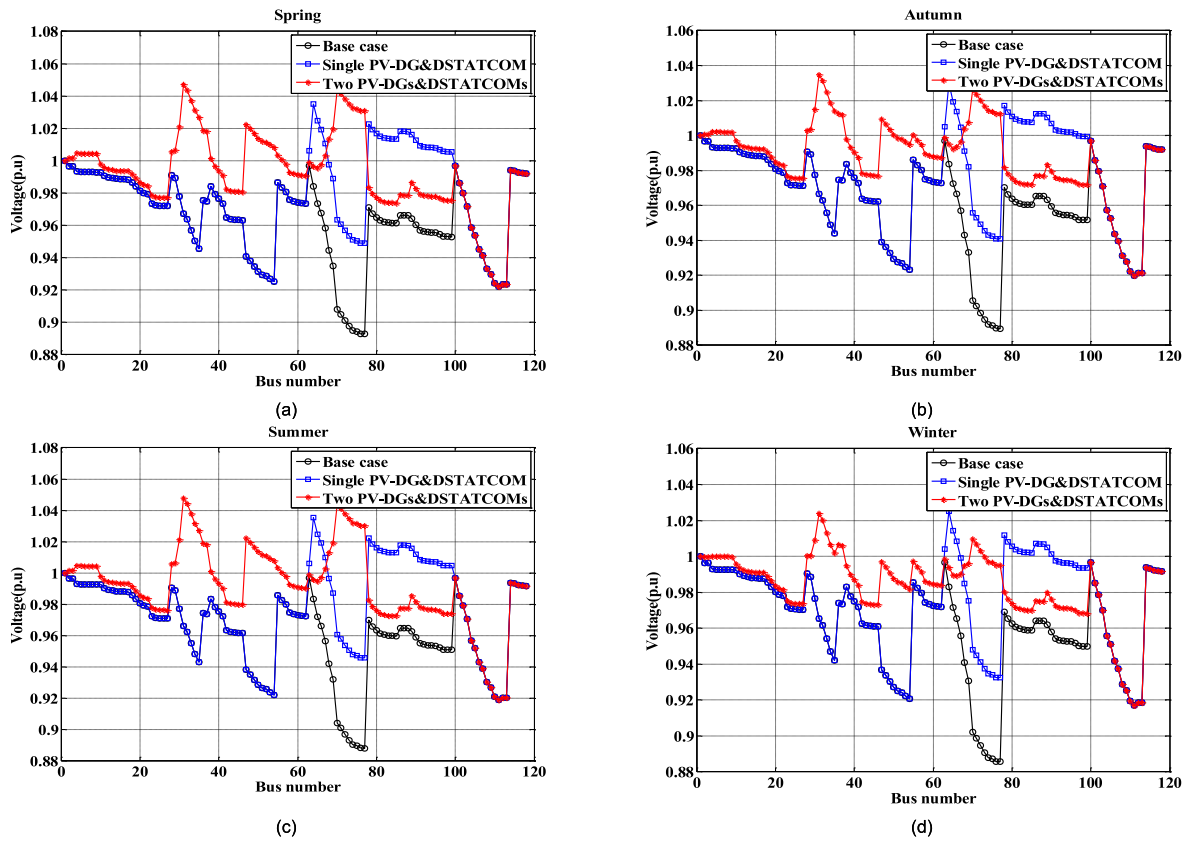 Spring
1.08
1.06
1.04
1.02
1
0.98
0.96
0.94
0.92
0.9
0.88
Voltage(p.u)
0 20 40 60 80 100 120
Bus number
Base case
Single PV-DG&DSTATCOM
Two PV-DGs&DSTATCOMs
(a)
Autumn
1.06
1.04
1.02
1
0.98
0.96
0.94
0.92
0.9
0.88
Voltage(p.u)
0 20 40 60 80 100 120
Bus number
Base case
Single PV-DG&DSTATCOM
Two PV-DGs&DSTATCOMs
(b)
Summer
1.08
1.06
1.04
1.02
1
0.98
0.96
0.94
0.92
0.9
0.88
Voltage(p.u)
0 20 40 60 80 100 120
Bus number
Base case
Single PV-DG&DSTATCOM
Two PV-DGs&DSTATCOMs
(c)
Winter
1.06
1.04
1.02
1
0.98
0.96
0.94
0.92
0.9
0.88
Voltage(p.u)
0 20 40 60 80 100 120
Bus number
Base case
Single PV-DG&DSTATCOM
Two PV-DGs&DSTATCOMs
(d)